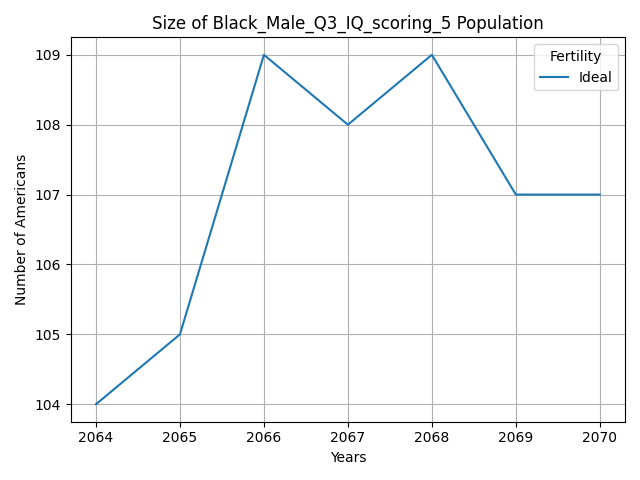 Size of Black_Male_Q3_IQ_scoring_5 Population
Fertility
Ideal
Number of Americans
109
108
107
106
105
104
2064 2065 2066 2067 2068 2069 2070
Years